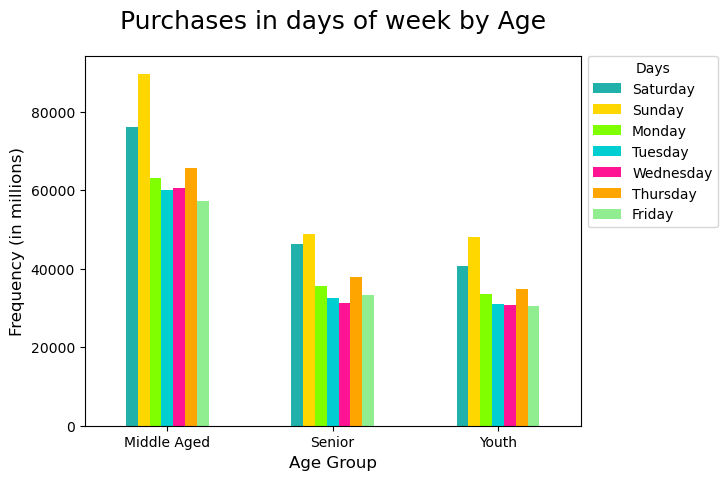 Purchases in days of week by Age
Days
Saturday
Sunday
Monday
Tuesday
Wednesday
Thursday
Friday
Frequency (in millions)
80000
60000
40000
20000
0
Middle Aged
Senior
Youth
Age Group